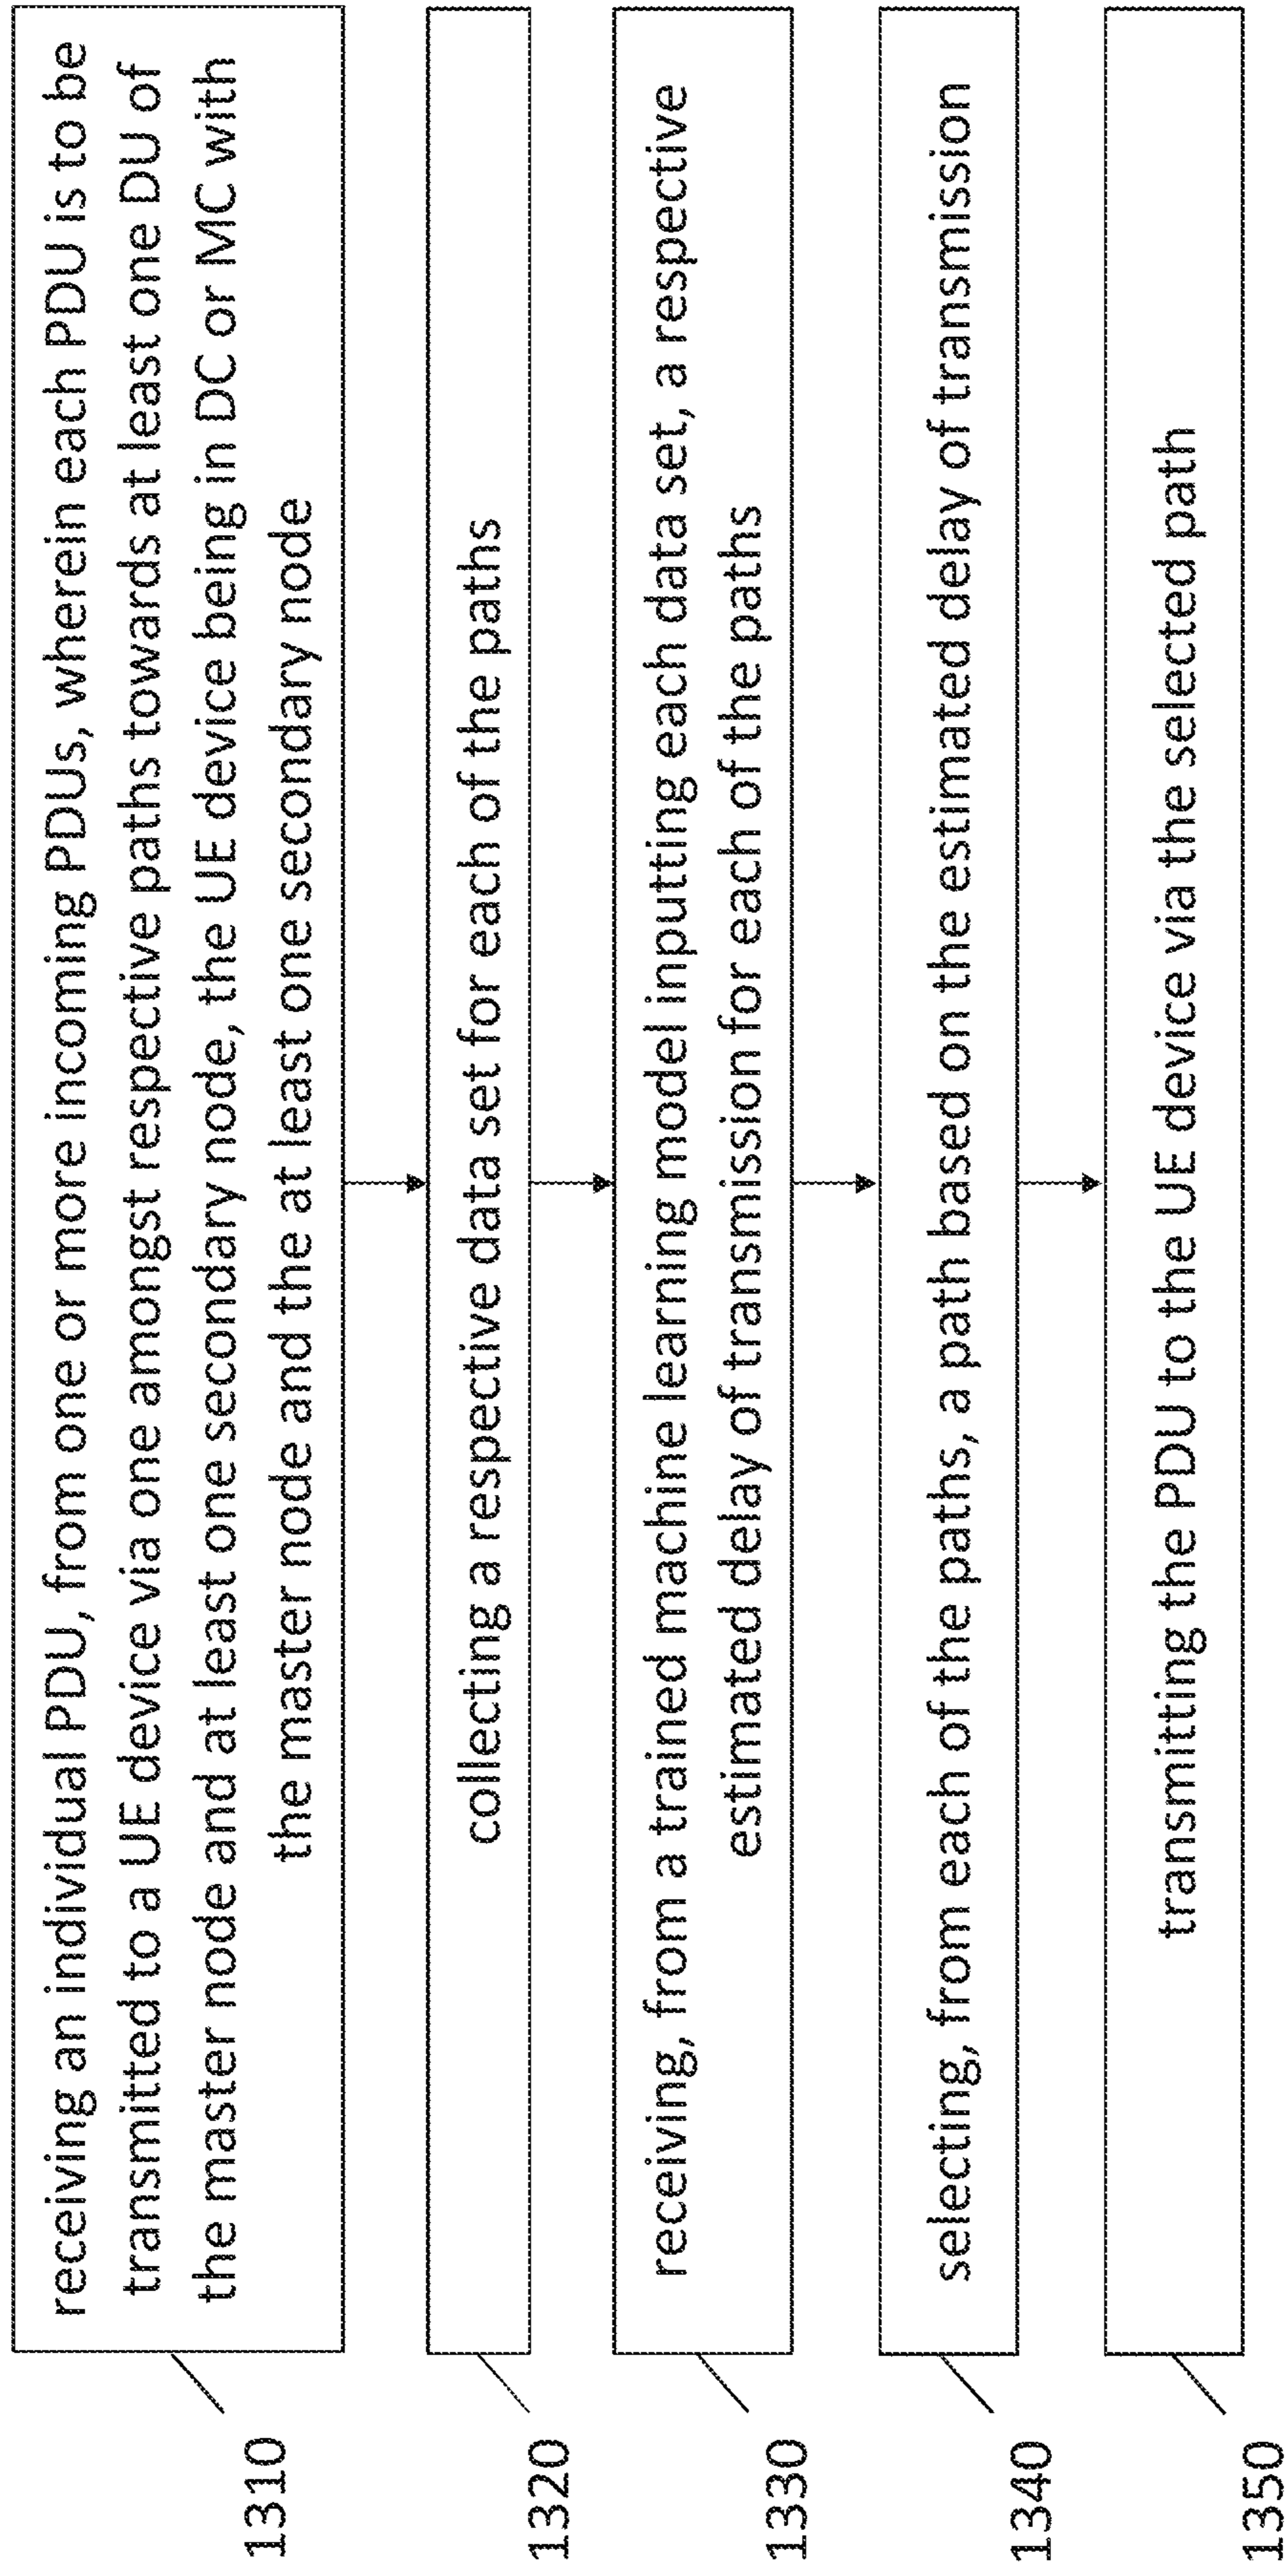 receiving an individual PDU, from one or more incoming PDUs, wherein each PDU is to be
transmitted to a UE device via one amongst respective paths towards at least one DU of
the master node and at least one secondary node, the UE device being in DC or MC with
the master node and the at least one secondary node
1310
collecting a respective data set for each of the paths
1320
receiving, from a trained machine learning model inputting each data set, a respective
estimated delay of transmission for each of the paths
1330
selecting, from each of the paths, a path based on the estimated delay of transmission
1340
transmitting the PDU to the UE device via the selected path
1350